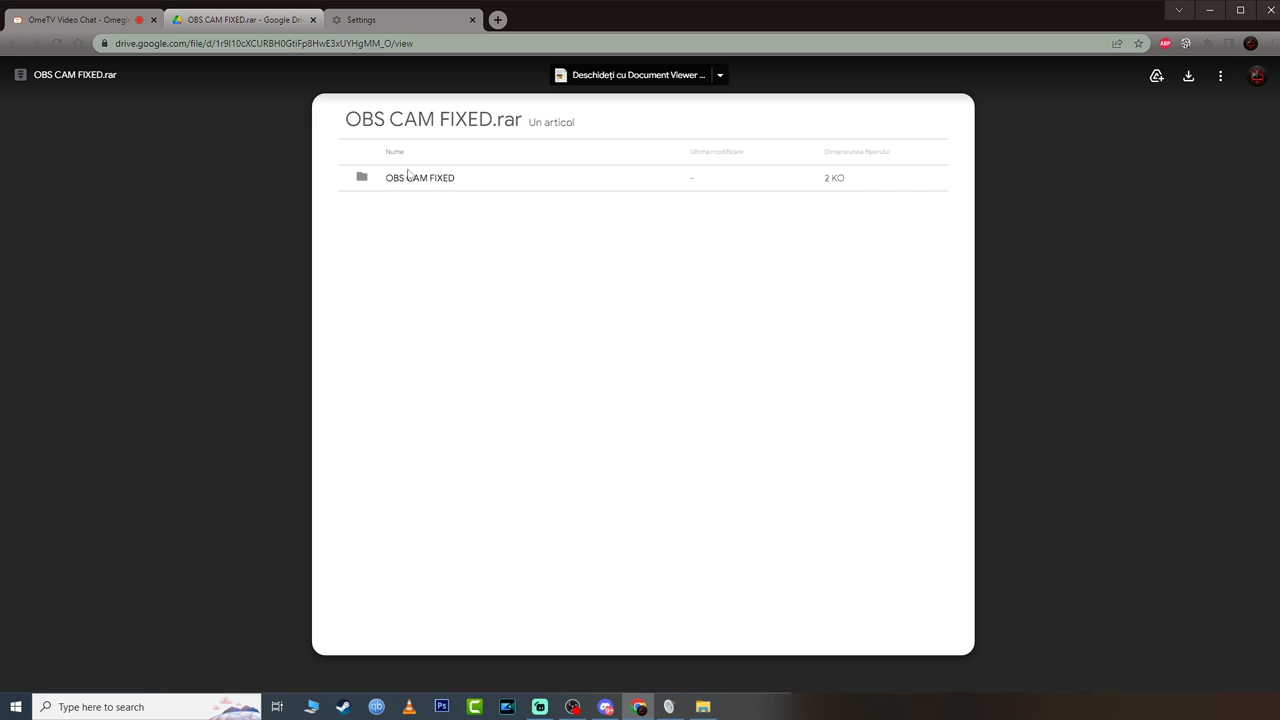 OmeTV Video Chat - Omegle
OBS CAM FIXED.rar - Google Driv
Settings
drive.google.com/file/d/1r9I10cXCURBH0GtiFp8HwE3xUYHgMM_O/view
OBS CAM FIXED.rar
Deschideți cu Document Viewer ...
OBS CAM FIXED.rar Un articol
Nume Ultima modificare Dimensiunea fișierului
OBS CAM FIXED - 2 KO
Type here to search